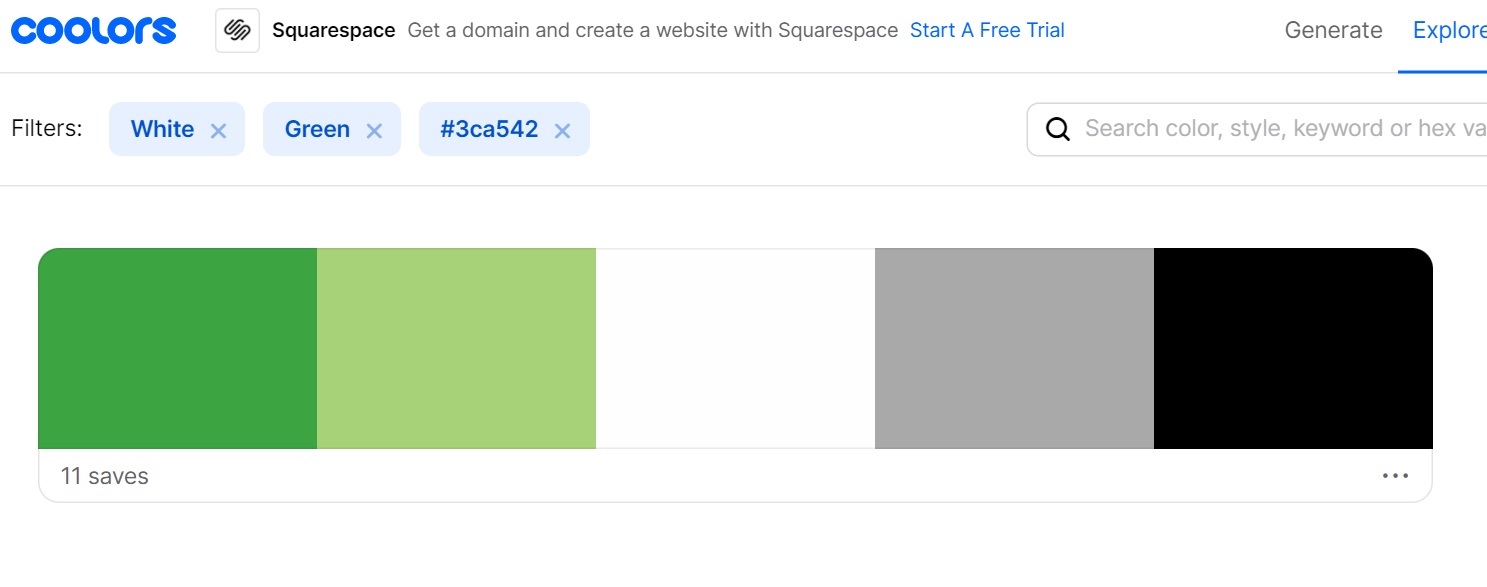 coolors
Squarespace Get a domain and create a website with Squarespace Start A Free Trial
Generate Explore
Filters: White × Green × #3ca542 ×
Search color, style, keyword or hex va
11 saves